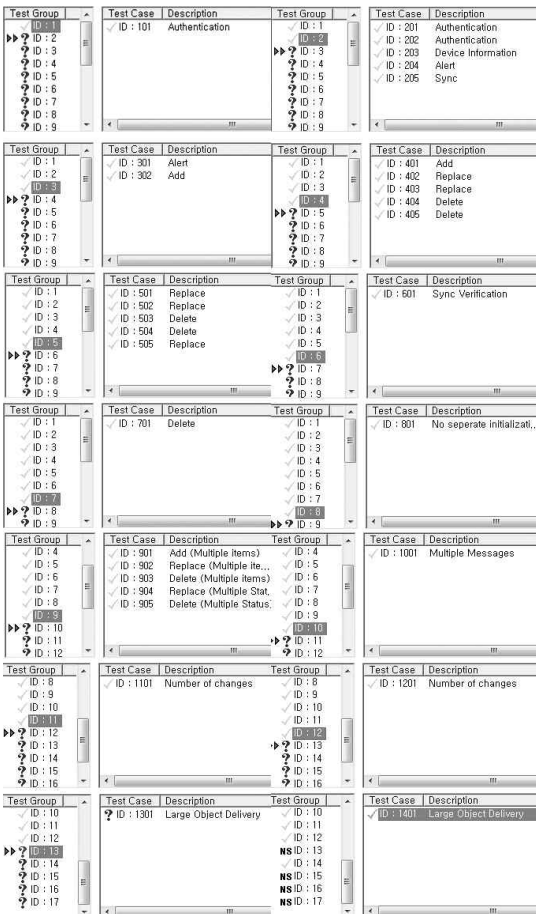 Test Group
ID : 1
ID : 2
ID : 3
ID : 4
ID : 5
ID : 6
ID : 7
ID : 8
ID : 9
Test Case Description
ID : 101 Authentication
Test Group
ID : 1
ID : 2
ID : 3
ID : 4
ID : 5
ID : 6
ID : 7
ID : 8
ID : 9
Test Case Description
ID : 201 Authentication
ID : 202 Authentication
ID : 203 Device Information
ID : 204 Alert
ID : 205 Sync
Test Group
ID : 1
ID : 2
ID : 3
ID : 4
ID : 5
ID : 6
ID : 7
ID : 8
ID : 9
Test Case Description
ID : 301 Alert
ID : 302 Add
Test Group
ID : 1
ID : 2
ID : 3
ID : 4
ID : 5
ID : 6
ID : 7
ID : 8
ID : 9
Test Case Description
ID : 401 Add
ID : 402 Replace
ID : 403 Replace
ID : 404 Delete
ID : 405 Delete
Test Group
ID : 1
ID : 2
ID : 3
ID : 4
ID : 5
ID : 6
ID : 7
ID : 8
ID : 9
Test Case Description
ID : 501 Replace
ID : 502 Replace
ID : 503 Delete
ID : 504 Delete
ID : 505 Replace
Test Group
ID : 1
ID : 2
ID : 3
ID : 4
ID : 5
ID : 6
ID : 7
ID : 8
ID : 9
Test Case Description
ID : 601 Sync Verification
Test Group
ID : 1
ID : 2
ID : 3
ID : 4
ID : 5
ID : 6
ID : 7
ID : 8
ID : 9
Test Case Description
ID : 701 Delete
Test Group
ID : 1
ID : 2
ID : 3
ID : 4
ID : 5
ID : 6
ID : 7
ID : 8
ID : 9
Test Case Description
ID : 801 No seperate initializati...
Test Group
ID : 4
ID : 5
ID : 6
ID : 7
ID : 8
ID : 9
ID : 10
ID : 11
ID : 12
Test Case Description
ID : 901 Add (Multiple items)
ID : 902 Replace (Multiple ite...
ID : 903 Delete (Multiple items)
ID : 904 Replace (Multiple Stat.
ID : 905 Delete (Multiple Status
Test Group
ID : 4
ID : 5
ID : 6
ID : 7
ID : 8
ID : 9
ID : 10
ID : 11
ID : 12
Test Case Description
ID : 1001 Multiple Messages
Test Group
ID : 8
ID : 9
ID : 10
ID : 11
ID : 12
ID : 13
ID : 14
ID : 15
ID : 16
Test Case Description
ID : 1101 Number of changes
Test Group
ID : 8
ID : 9
ID : 10
ID : 11
ID : 12
ID : 13
ID : 14
ID : 15
ID : 16
Test Case Description
ID : 1201 Number of changes
Test Group
ID : 10
ID : 11
ID : 12
ID : 13
ID : 14
ID : 15
ID : 16
ID : 17
Test Case Description
? ID : 1301 Large Object Delivery
Test Group
ID : 10
ID : 11
ID : 12
NS ID : 13
ID : 14
NS ID : 15
NS ID : 16
NS ID : 17
Test Case Description
ID : 1401 Large Object Delivery